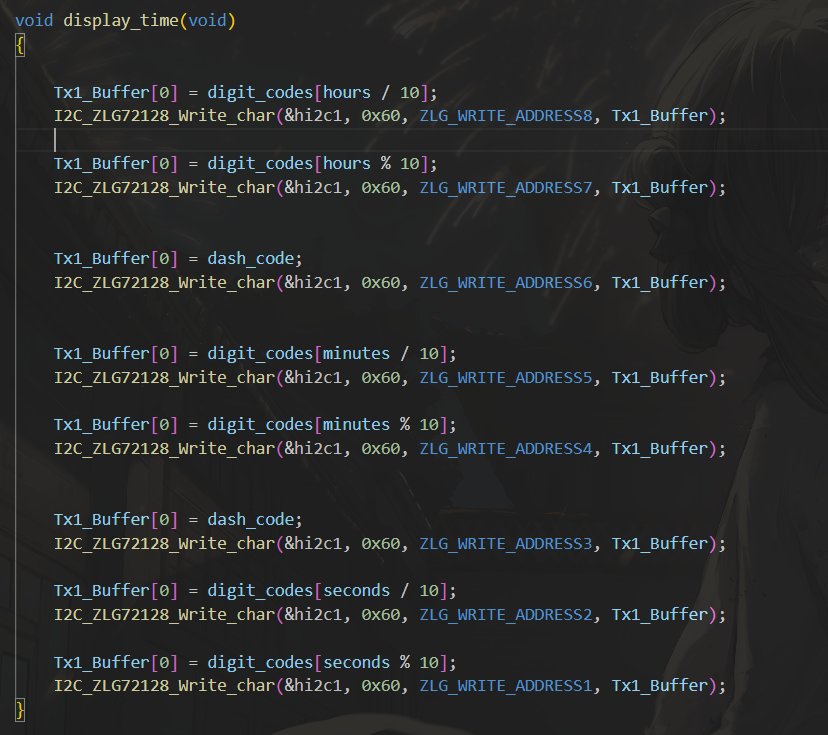 void display_time(void)
{
    Tx1_Buffer[0] = digit_codes[hours / 10];
    I2C_ZLG72128_Write_char(&hi2c1, 0x60, ZLG_WRITE_ADDRESS8, Tx1_Buffer);
    Tx1_Buffer[0] = digit_codes[hours % 10];
    I2C_ZLG72128_Write_char(&hi2c1, 0x60, ZLG_WRITE_ADDRESS7, Tx1_Buffer);
    Tx1_Buffer[0] = dash_code;
    I2C_ZLG72128_Write_char(&hi2c1, 0x60, ZLG_WRITE_ADDRESS6, Tx1_Buffer);
    Tx1_Buffer[0] = digit_codes[minutes / 10];
    I2C_ZLG72128_Write_char(&hi2c1, 0x60, ZLG_WRITE_ADDRESS5, Tx1_Buffer);
    Tx1_Buffer[0] = digit_codes[minutes % 10];
    I2C_ZLG72128_Write_char(&hi2c1, 0x60, ZLG_WRITE_ADDRESS4, Tx1_Buffer);
    Tx1_Buffer[0] = dash_code;
    I2C_ZLG72128_Write_char(&hi2c1, 0x60, ZLG_WRITE_ADDRESS3, Tx1_Buffer);
    Tx1_Buffer[0] = digit_codes[seconds / 10];
    I2C_ZLG72128_Write_char(&hi2c1, 0x60, ZLG_WRITE_ADDRESS2, Tx1_Buffer);
    Tx1_Buffer[0] = digit_codes[seconds % 10];
    I2C_ZLG72128_Write_char(&hi2c1, 0x60, ZLG_WRITE_ADDRESS1, Tx1_Buffer);
}